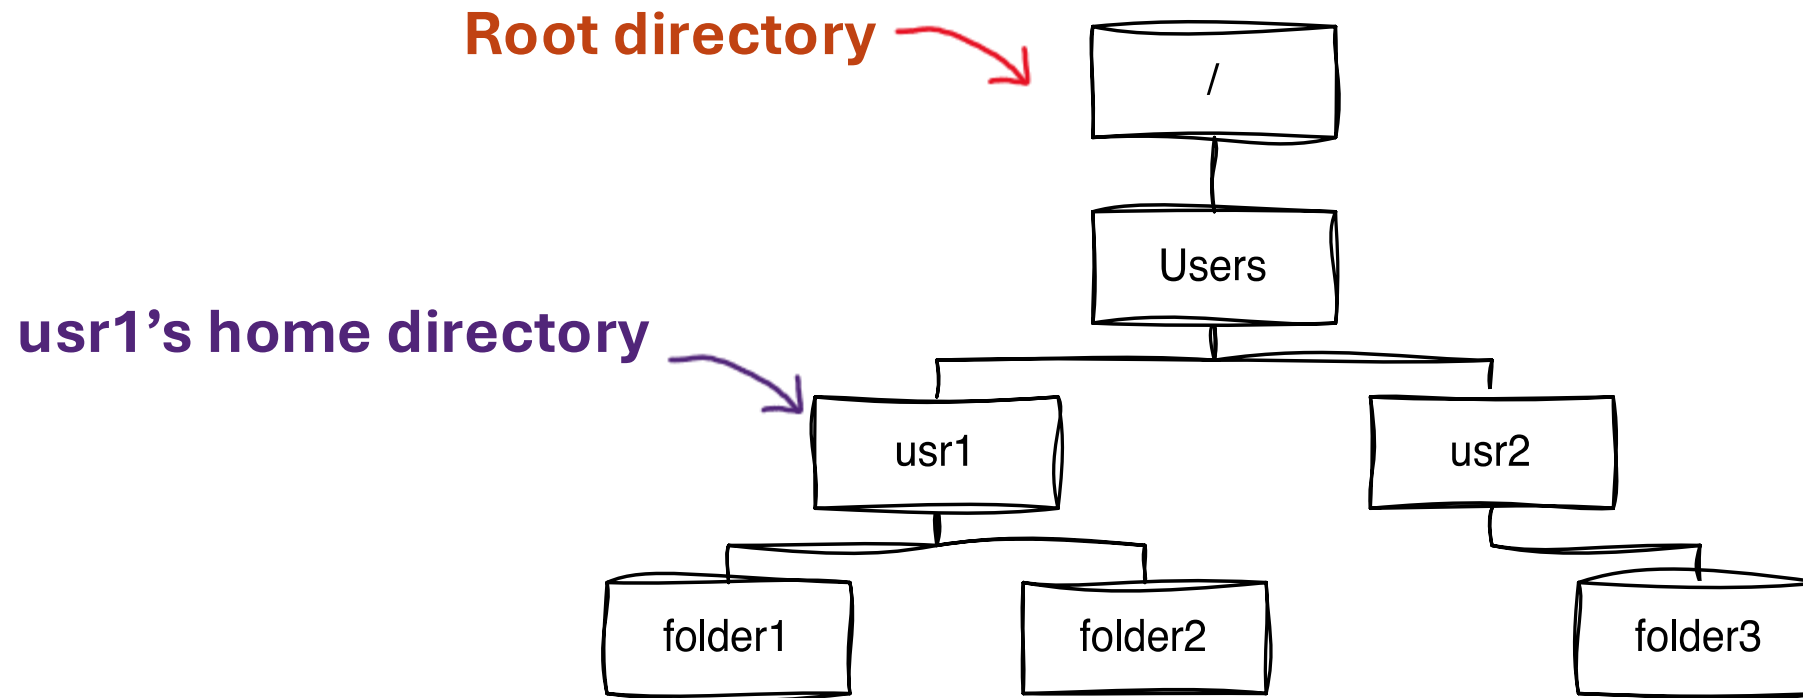 Root directory
/
Users
usr1’s home directory
usr1
usr2
folder1
folder2
folder3